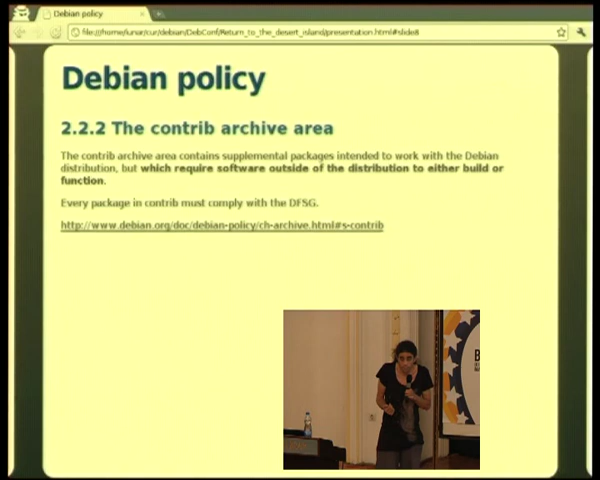 Debian policy
file:///home/lunar/cur/debian/DebConf/Return_to_the_desert_island/presentation.html#slide8
Debian policy
2.2.2 The contrib archive area
The contrib archive area contains supplemental packages intended to work with the Debian
distribution, but which require software outside of the distribution to either build or
function.
Every package in contrib must comply with the DFSG.
http://www.debian.org/doc/debian-policy/ch-archive.html#s-contrib